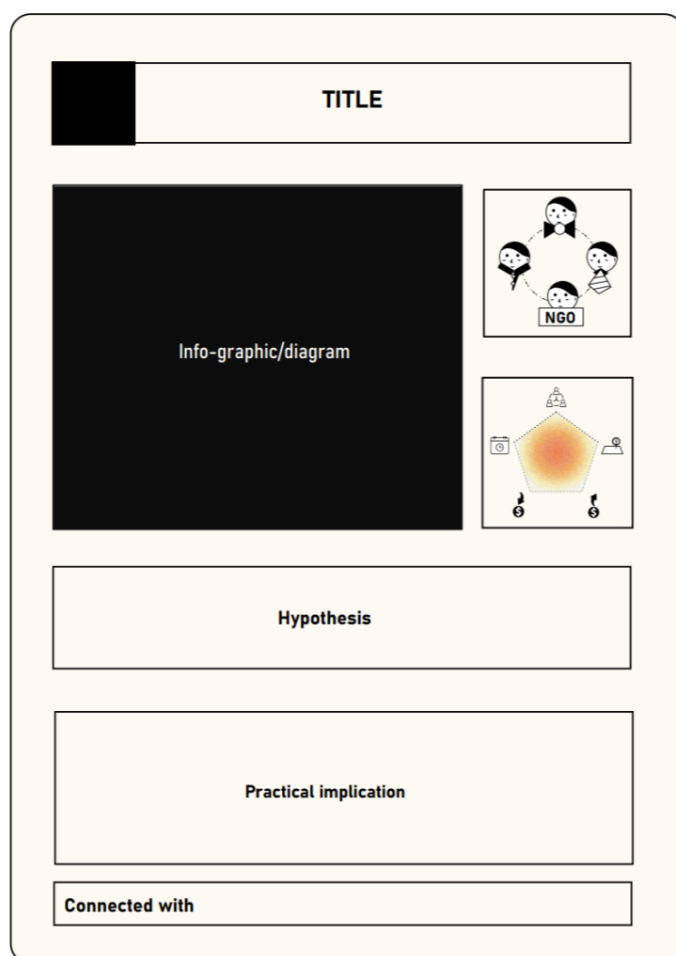 TITLE
Info-graphic/diagram
NGO
$
$
Hypothesis
Practical implication
Connected with